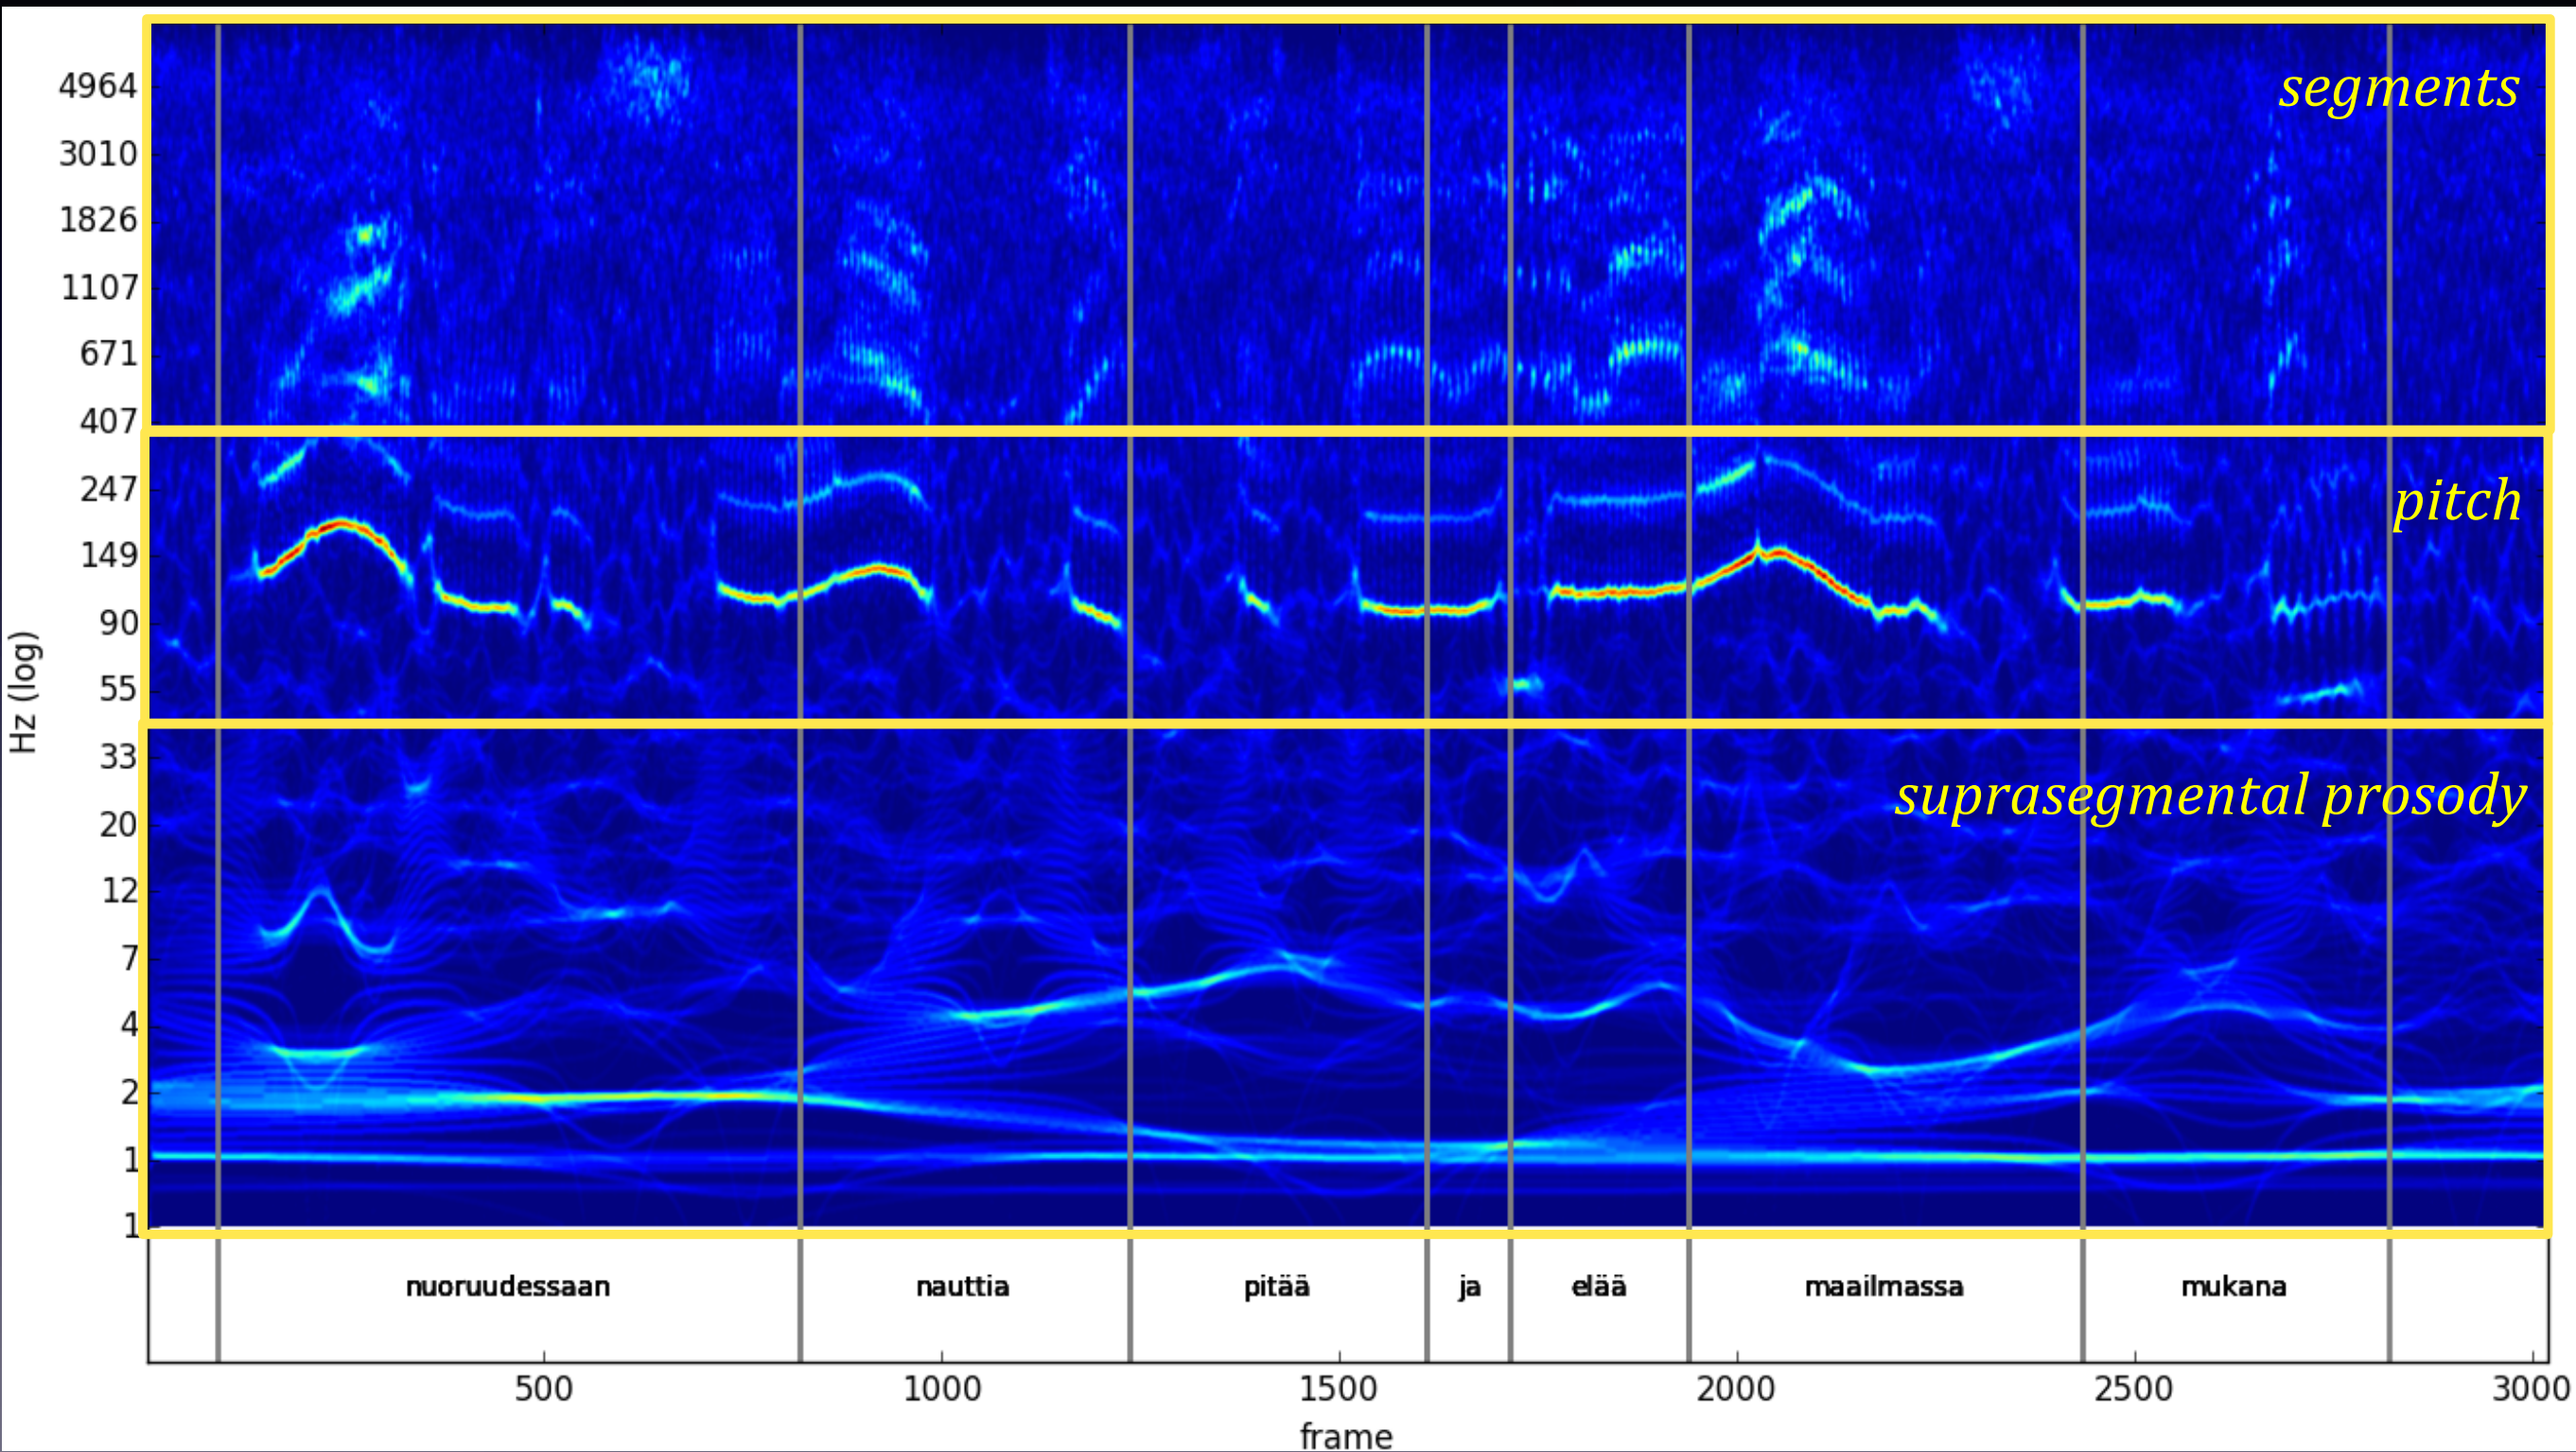 segments
pitch
suprasegmental prosody
Hz (log)
4964
3010
1826
1107
671
407
247
149
90
55
33
20
12
7
4
2
1
1
nuoruudessaan nauttia pitää ja elää maailmassa mukana
500 1000 1500 2000 2500 3000
frame